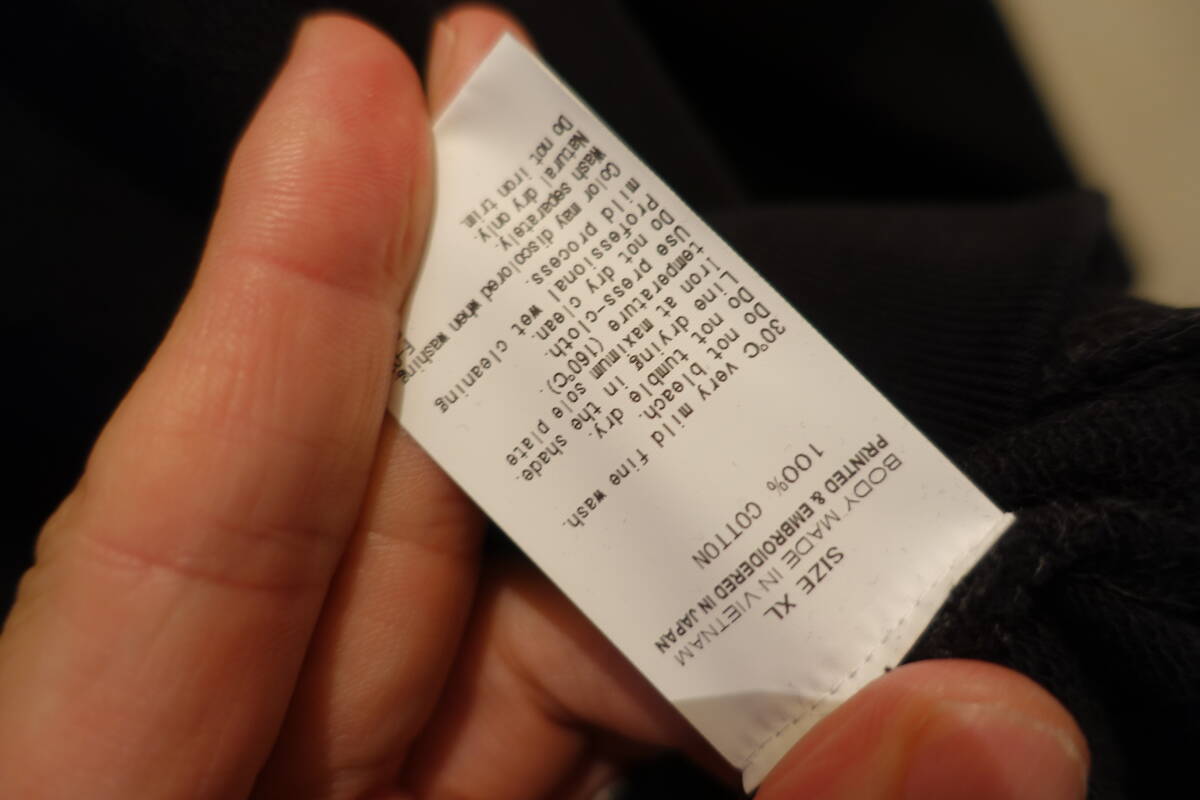 SIZE XL
BODY MADE IN VIETNAM
PRINTED & EMBROIDERED IN JAPAN
100% COTTON
30℃ very mild fine wash.
Do not bleach.
Do not tumble dry.
Line drying in the shade.
Iron at maximum sole plate
temperature (160℃).
Use press-cloth.
Do not dry clean.
Professional wet cleaning
mild process.
Color may discolored when washing
Wash separately.
Natural dry only.
Do not iron trim.